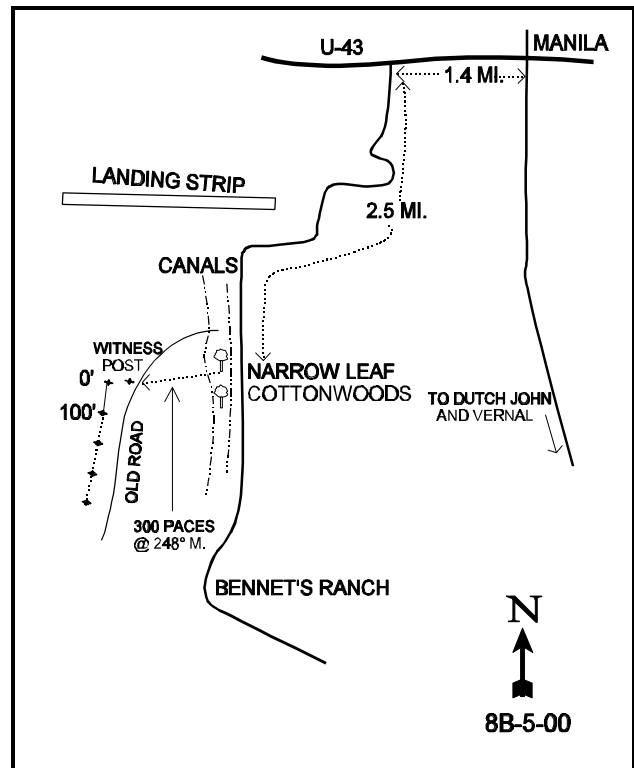 U-43
MANILA
1.4 MI.
LANDING STRIP
2.5 MI.
CANALS
WITNESS
POST
0'
NARROW LEAF
COTTONWOODS
100'
TO DUTCH JOHN
AND VERNAL
OLD ROAD
300 PACES
@ 248° M.
BENNET'S RANCH
N
8B-5-00